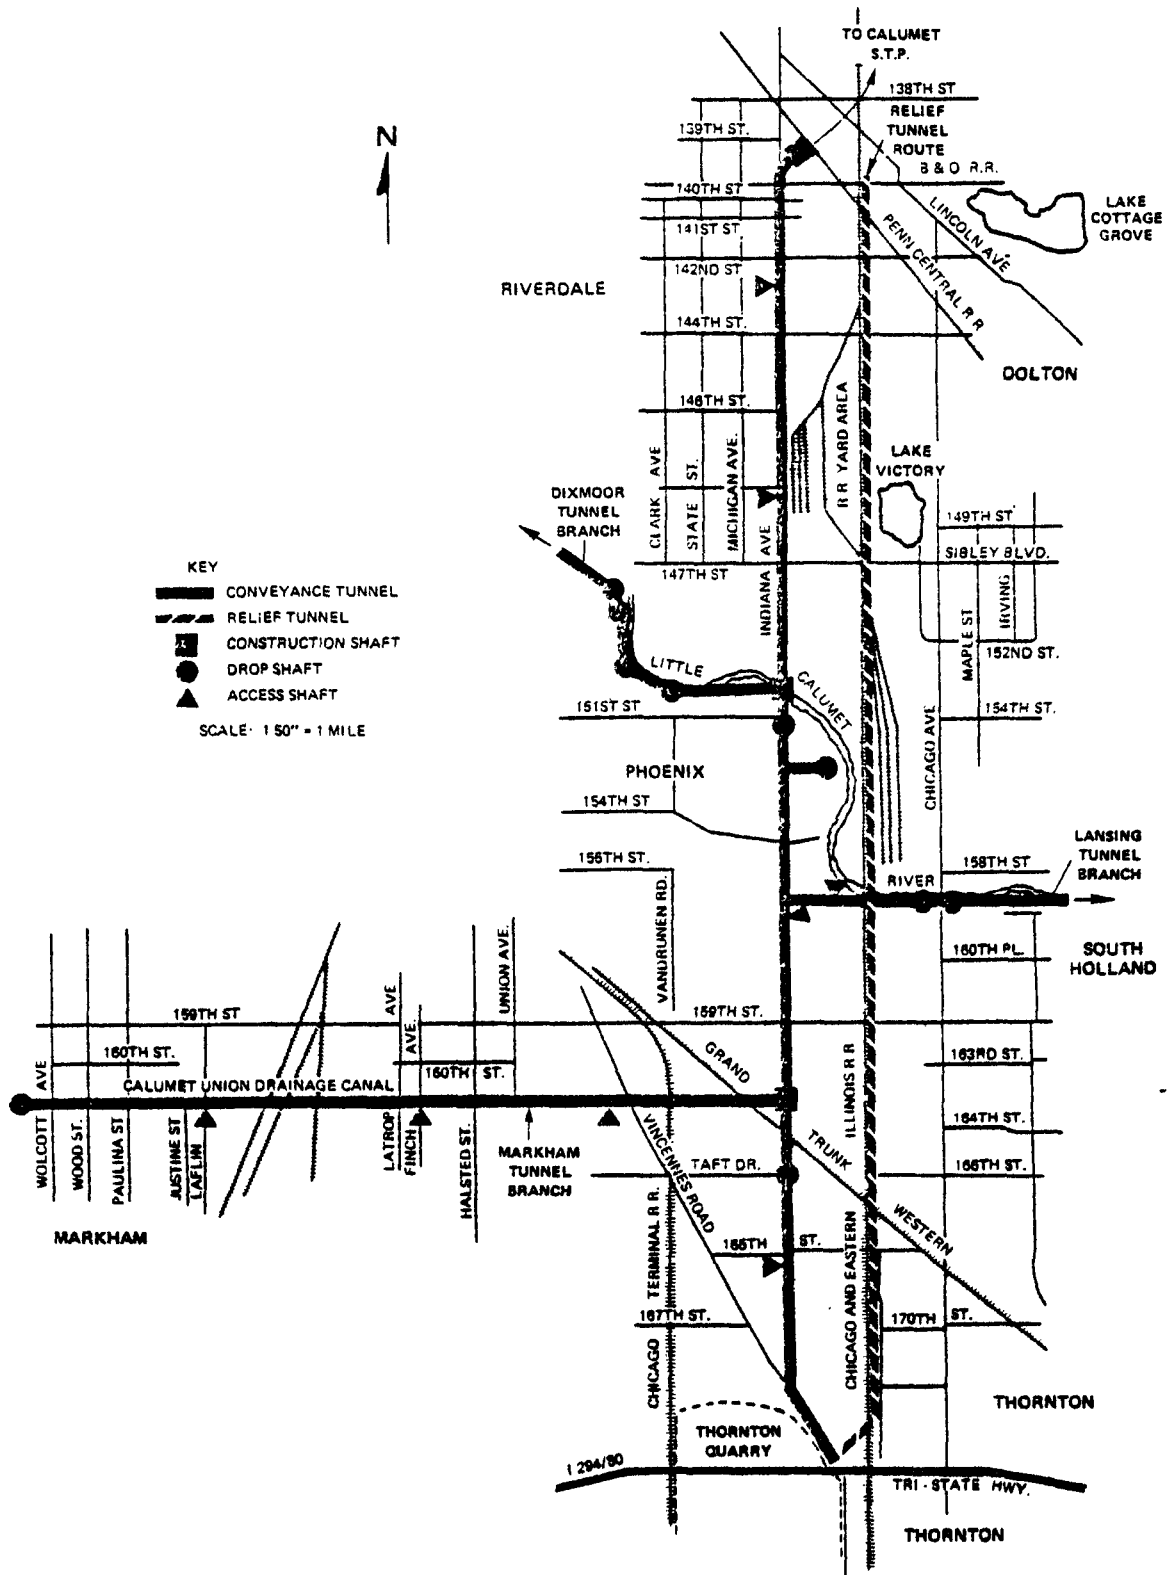 TO CALUMET
S.T.P.
138TH ST
RELIEF
TUNNEL
ROUTE
139TH ST.
N
B & O R.R.
140TH ST
LAKE
COTTAGE
GROVE
LINCOLN AVE
PENN CENTRAL R R
141ST ST.
142ND ST.
RIVERDALE
144TH ST.
DOLTON
146TH ST.
R R YARD AREA
LAKE
VICTORY
CLARK AVE
STATE ST.
MICHIGAN AVE.
INDIANA AVE
DIXMOOR
TUNNEL
BRANCH
149TH ST
SIBLEY BLVD.
147TH ST
MAPLE ST
IRVING
152ND ST.
KEY
CONVEYANCE TUNNEL
RELIEF TUNNEL
CONSTRUCTION SHAFT
DROP SHAFT
ACCESS SHAFT
SCALE· 1 50" = 1 MILE
LITTLE
CALUMET
151ST ST
154TH ST.
CHICAGO AVE
PHOENIX
154TH ST
LANSING
TUNNEL
BRANCH
156TH ST.
158TH ST
RIVER
VANDRUNEN RD.
UNION AVE.
SOUTH
HOLLAND
160TH PL.
159TH ST
LATROP AVE
FINCH AVE.
159TH ST.
160TH ST.
160TH ST.
GRAND
TRUNK
WESTERN
163RD ST.
CALUMET UNION DRAINAGE CANAL
WOLCOTT AVE
WOOD ST.
PAULINA ST
JUSTINE ST
LAFLIN
HALSTED ST.
MARKHAM
TUNNEL
BRANCH
VINCENNES ROAD
164TH ST.
TAFT DR.
166TH ST.
MARKHAM
CHICAGO TERMINAL R R.
CHICAGO AND EASTERN ILLINOIS R R
165TH ST.
167TH ST.
170TH ST.
THORNTON
THORNTON
QUARRY
I 294/80
TRI-STATE HWY.
THORNTON